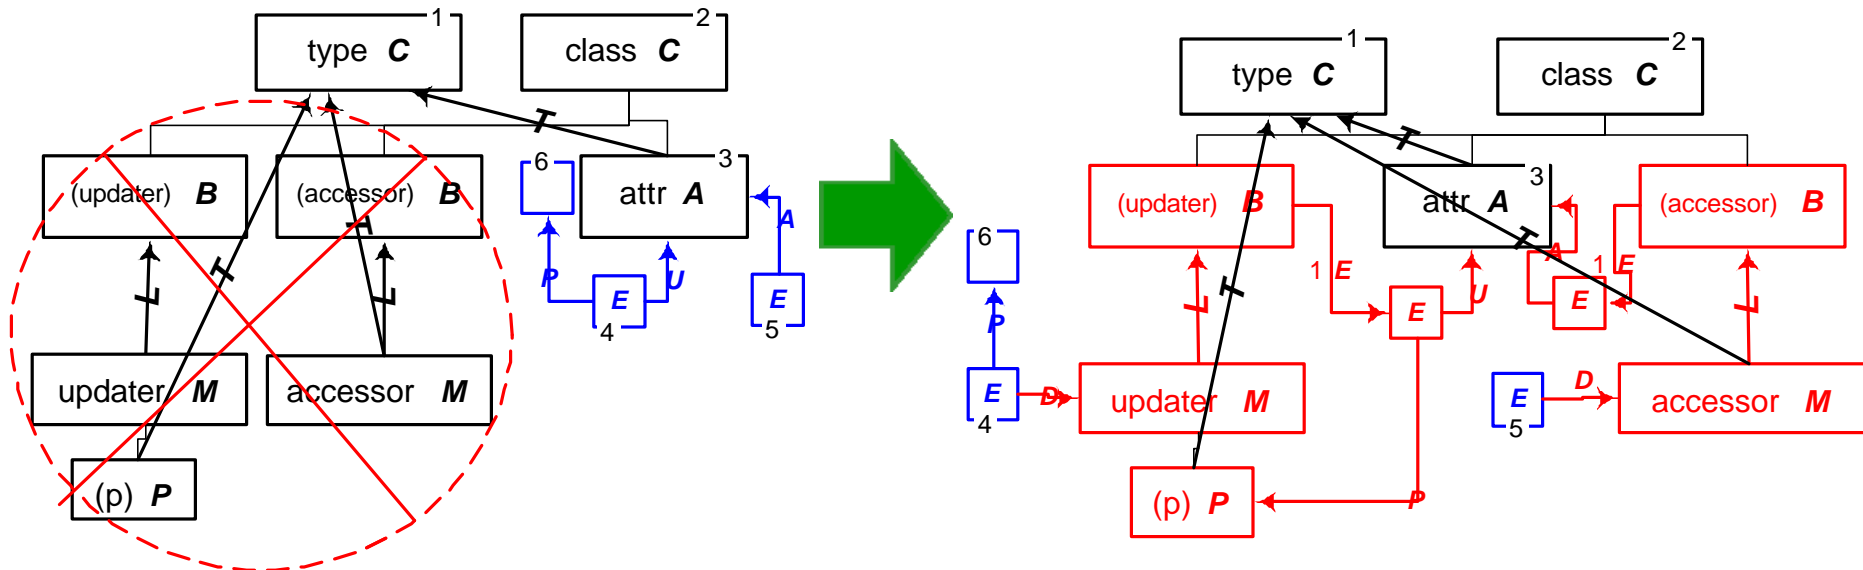 1
type C
2
class C
T
(updater) B
(accessor) B
6
3
attr A
T
T
A
L
L
P
U
E
4
E
5
updater M
accessor M
(p) P
1
type C
2
class C
T
(updater) B
3
attr A
(accessor) B
6
T
A
1 E
1 E
T
L
E
U
E
L
P
E
4
D
updater M
E
5
D
accessor M
(p) P
P